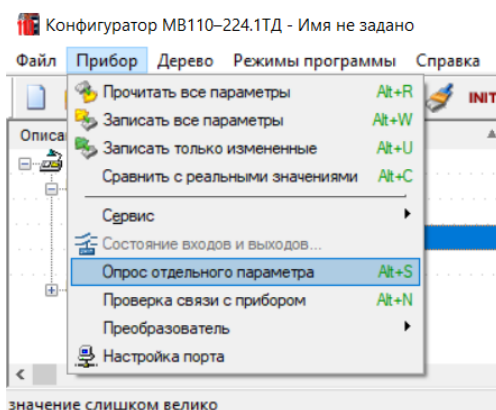 Конфигуратор МВ110–224.1ТД - Имя не задано
Файл Прибор Дерево Режимы программы Справка
INIT
Прочитать все параметры Alt+R
Записать все параметры Alt+W
Записать только измененные Alt+U
Сравнить с реальными значениями Alt+C
Сервис
Состояние входов и выходов...
Опрос отдельного параметра Alt+S
Проверка связи с прибором Alt+N
Преобразователь
Настройка порта
значение слишком велико